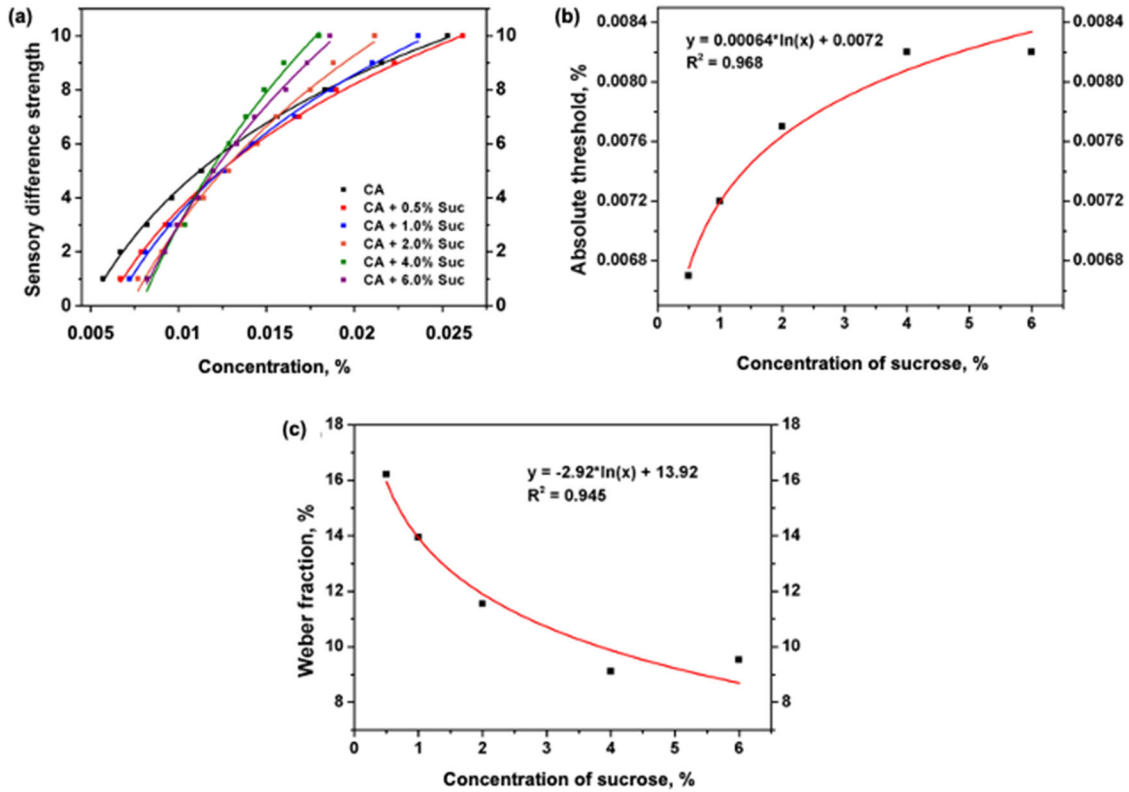 (a)
10
8
6
4
2
0
Sensory difference strength
10
8
6
4
2
0
CA
CA + 0.5% Suc
CA + 1.0% Suc
CA + 2.0% Suc
CA + 4.0% Suc
CA + 6.0% Suc
0.005 0.01 0.015 0.02 0.025
Concentration, %
(b)
0.0084
0.0080
0.0076
0.0072
0.0068
Absolute threshold, %
y = 0.00064*ln(x) + 0.0072
R² = 0.968
0.0084
0.0080
0.0076
0.0072
0.0068
0 1 2 3 4 5 6
Concentration of sucrose, %
(c)
18
16
14
12
10
8
Weber fraction, %
y = -2.92*ln(x) + 13.92
R² = 0.945
18
16
14
12
10
8
0 1 2 3 4 5 6
Concentration of sucrose, %